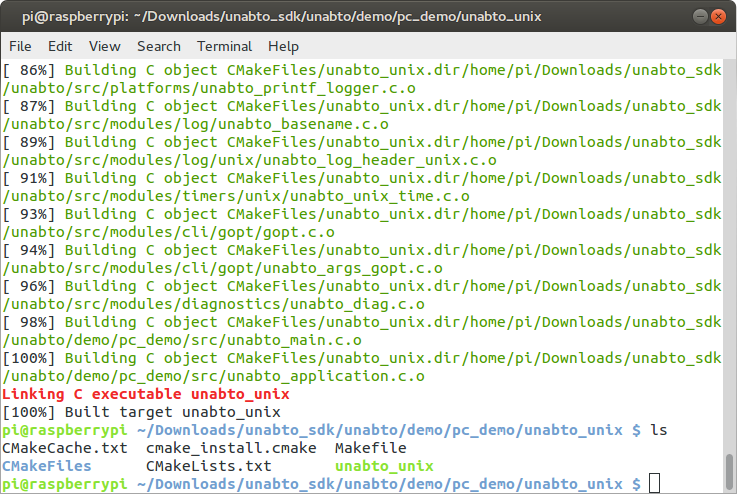 pi@raspberrypi: ~/Downloads/unabto_sdk/unabto/demo/pc_demo/unabto_unix
File Edit View Search Terminal Help
[ 86%] Building C object CMakeFiles/unabto_unix.dir/home/pi/Downloads/unabto_sdk
/unabto/src/platforms/unabto_printf_logger.c.o
[ 87%] Building C object CMakeFiles/unabto_unix.dir/home/pi/Downloads/unabto_sdk
/unabto/src/modules/log/unabto_basename.c.o
[ 89%] Building C object CMakeFiles/unabto_unix.dir/home/pi/Downloads/unabto_sdk
/unabto/src/modules/log/unix/unabto_log_header_unix.c.o
[ 91%] Building C object CMakeFiles/unabto_unix.dir/home/pi/Downloads/unabto_sdk
/unabto/src/modules/timers/unix/unabto_unix_time.c.o
[ 93%] Building C object CMakeFiles/unabto_unix.dir/home/pi/Downloads/unabto_sdk
/unabto/src/modules/cli/gopt/gopt.c.o
[ 94%] Building C object CMakeFiles/unabto_unix.dir/home/pi/Downloads/unabto_sdk
/unabto/src/modules/cli/gopt/unabto_args_gopt.c.o
[ 96%] Building C object CMakeFiles/unabto_unix.dir/home/pi/Downloads/unabto_sdk
/unabto/src/modules/diagnostics/unabto_diag.c.o
[ 98%] Building C object CMakeFiles/unabto_unix.dir/home/pi/Downloads/unabto_sdk
/unabto/demo/pc_demo/src/unabto_main.c.o
[100%] Building C object CMakeFiles/unabto_unix.dir/home/pi/Downloads/unabto_sdk
/unabto/demo/pc_demo/src/unabto_application.c.o
Linking C executable unabto_unix
[100%] Built target unabto_unix
pi@raspberrypi ~/Downloads/unabto_sdk/unabto/demo/pc_demo/unabto_unix $ ls
CMakeCache.txt  cmake_install.cmake  Makefile
CMakeFiles      CMakeLists.txt       unabto_unix
pi@raspberrypi ~/Downloads/unabto_sdk/unabto/demo/pc_demo/unabto_unix $